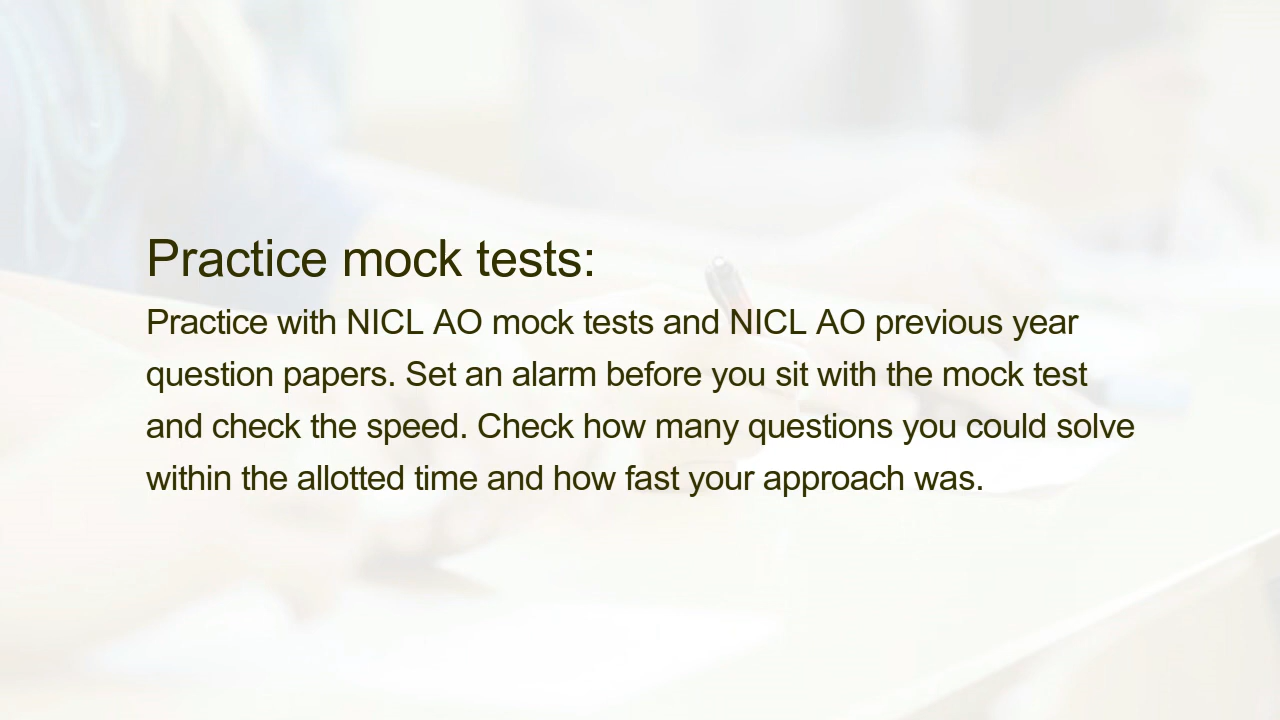 Practice mock tests:
Practice with NICL AO mock tests and NICL AO previous year
question papers. Set an alarm before you sit with the mock test
and check the speed. Check how many questions you could solve
within the allotted time and how fast your approach was.